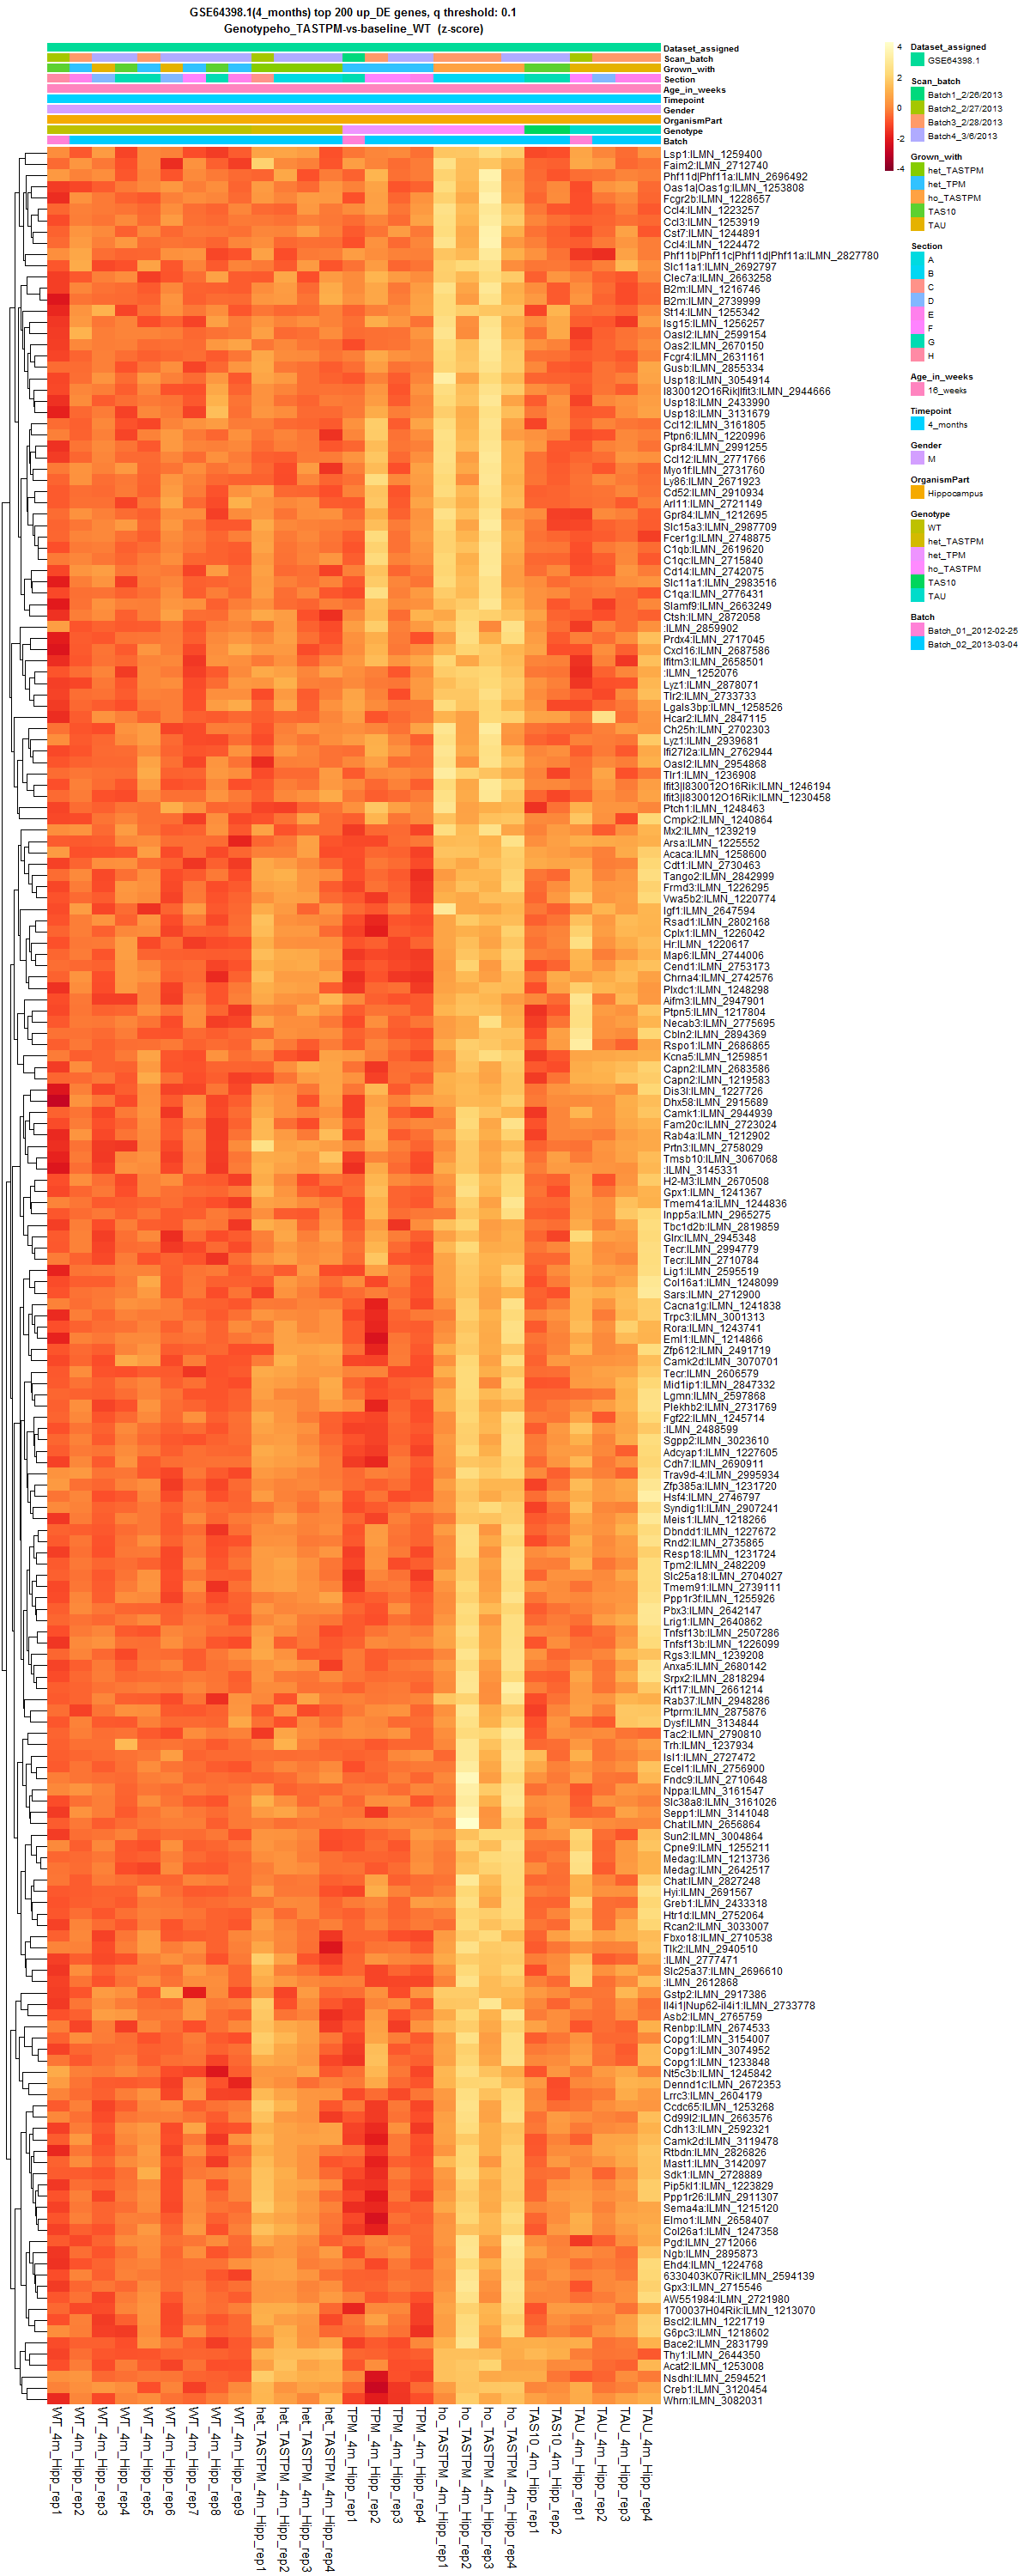 GSE64398.1(4_months) top 200 up_DE genes, q threshold: 0.1
Genotypeho_TASTPM-vs-baseline_WT (z-score)
Dataset_assigned
Scan_batch
Grown_with
Section
Age_in_weeks
Timepoint
Gender
OrganismPart
Genotype
Batch
Lsp1:ILMN_1259400
Faim2:ILMN_2712740
Phf11d|Phf11a:ILMN_2696492
Oas1a|Oas1g:ILMN_1253808
Fcgr2b:ILMN_1228657
Ccl4:ILMN_1223257
Ccl3:ILMN_1253919
Cst7:ILMN_1244891
Ccl4:ILMN_1224472
Phf11b|Phf11c|Phf11d|Phf11a:ILMN_2827780
Slc11a1:ILMN_2692797
Clec7a:ILMN_2663258
B2m:ILMN_1216746
B2m:ILMN_2739999
St14:ILMN_1255342
Isg15:ILMN_1256257
Oasl2:ILMN_2599154
Oas2:ILMN_2670150
Fcgr4:ILMN_2631161
Gusb:ILMN_2855334
Usp18:ILMN_3054914
I830012O16Rik|Ifit3:ILMN_2944666
Usp18:ILMN_2433990
Usp18:ILMN_3131679
Ccl12:ILMN_3161805
Ptpn6:ILMN_1220996
Gpr84:ILMN_2991255
Ccl12:ILMN_2771766
Myo1f:ILMN_2731760
Ly86:ILMN_2671923
Cd52:ILMN_2910934
Arl11:ILMN_2721149
Gpr84:ILMN_1212695
Slc15a3:ILMN_2987709
Fcer1g:ILMN_2748875
C1qb:ILMN_2619620
C1qc:ILMN_2715840
Cd14:ILMN_2742075
Slc11a1:ILMN_2983516
C1qa:ILMN_2776431
Slamf9:ILMN_2663249
Ctsh:ILMN_2872058
:ILMN_2859902
Prdx4:ILMN_2717045
Cxcl16:ILMN_2687586
Ifitm3:ILMN_2658501
:ILMN_1252076
Lyz1:ILMN_2878071
Tlr2:ILMN_2733733
Lgals3bp:ILMN_1258526
Hcar2:ILMN_2847115
Ch25h:ILMN_2702303
Lyz1:ILMN_2939681
Ifi27l2a:ILMN_2762944
Oasl2:ILMN_2954868
Tlr1:ILMN_1236908
Ifit3|I830012O16Rik:ILMN_1246194
Ifit3|I830012O16Rik:ILMN_1230458
Ptch1:ILMN_1248463
Cmpk2:ILMN_1240864
Mx2:ILMN_1239219
Arsa:ILMN_1225552
Acaca:ILMN_1258600
Cdt1:ILMN_2730463
Tango2:ILMN_2842999
Frmd3:ILMN_1226295
Vwa5b2:ILMN_1220774
Igf1:ILMN_2647594
Rsad1:ILMN_2802168
Cplx1:ILMN_1226042
Hr:ILMN_1220617
Map6:ILMN_2744006
Cend1:ILMN_2753173
Chrna4:ILMN_2742576
Plxdc1:ILMN_1248298
Aifm3:ILMN_2947901
Ptpn5:ILMN_1217804
Necab3:ILMN_2775695
Cbln2:ILMN_2894369
Rspo1:ILMN_2686865
Kcna5:ILMN_1259851
Capn2:ILMN_2683586
Capn2:ILMN_1219583
Dis3l:ILMN_1227726
Dhx58:ILMN_2915689
Camk1:ILMN_2944939
Fam20c:ILMN_2723024
Rab4a:ILMN_1212902
Prtn3:ILMN_2758029
Tmsb10:ILMN_3067068
:ILMN_3145331
H2-M3:ILMN_2670508
Gpx1:ILMN_1241367
Tmem41a:ILMN_1244836
Inpp5a:ILMN_2965275
Tbc1d2b:ILMN_2819859
Glrx:ILMN_2945348
Tecr:ILMN_2994779
Tecr:ILMN_2710784
Lig1:ILMN_2595519
Col16a1:ILMN_1248099
Sars:ILMN_2712900
Cacna1g:ILMN_1241838
Trpc3:ILMN_3001313
Rora:ILMN_1243741
Eml1:ILMN_1214866
Zfp612:ILMN_2491719
Camk2d:ILMN_3070701
Tecr:ILMN_2606579
Mid1ip1:ILMN_2847332
Lgmn:ILMN_2597868
Plekhb2:ILMN_2731769
Fgf22:ILMN_1245714
:ILMN_2488599
Sgpp2:ILMN_3023610
Adcyap1:ILMN_1227605
Cdh7:ILMN_2690911
Trav9d-4:ILMN_2995934
Zfp385a:ILMN_1231720
Hsf4:ILMN_2746797
Syndig1l:ILMN_2907241
Meis1:ILMN_1218266
Dbndd1:ILMN_1227672
Rnd2:ILMN_2735865
Resp18:ILMN_1231724
Tpm2:ILMN_2482209
Slc25a18:ILMN_2704027
Tmem91:ILMN_2739111
Ppp1r3f:ILMN_1255926
Pbx3:ILMN_2642147
Lrig1:ILMN_2640862
Tnfsf13b:ILMN_2507286
Tnfsf13b:ILMN_1226099
Rgs3:ILMN_1239208
Anxa5:ILMN_2680142
Srpx2:ILMN_2818294
Krt17:ILMN_2661214
Rab37:ILMN_2948286
Ptprm:ILMN_2875876
Dysf:ILMN_3134844
Tac2:ILMN_2790810
Trh:ILMN_1237934
Isl1:ILMN_2727472
Ecel1:ILMN_2756900
Fndc9:ILMN_2710648
Nppa:ILMN_3161547
Slc38a8:ILMN_3161026
Sepp1:ILMN_3141048
Chat:ILMN_2656864
Sun2:ILMN_3004864
Cpne9:ILMN_1255211
Medag:ILMN_1213736
Medag:ILMN_2642517
Chat:ILMN_2827248
Hyi:ILMN_2691567
Greb1:ILMN_2433318
Htr1d:ILMN_2752064
Rcan2:ILMN_3033007
Fbxo18:ILMN_2710538
Tlk2:ILMN_2940510
:ILMN_2777471
Slc25a37:ILMN_2696610
:ILMN_2612868
Gstp2:ILMN_2917386
Il4i1|Nup62-il4i1:ILMN_2733778
Asb2:ILMN_2765759
Renbp:ILMN_2674533
Copg1:ILMN_3154007
Copg1:ILMN_3074952
Copg1:ILMN_1233848
Nt5c3b:ILMN_1245842
Dennd1c:ILMN_2672353
Lrrc3:ILMN_2604179
Ccdc65:ILMN_1253268
Cd99l2:ILMN_2663576
Cdh13:ILMN_2592321
Camk2d:ILMN_3119478
Rtbdn:ILMN_2826826
Mast1:ILMN_3142097
Sdk1:ILMN_2728889
Pip5kl1:ILMN_1223829
Ppp1r26:ILMN_2911307
Sema4a:ILMN_1215120
Elmo1:ILMN_2658407
Col26a1:ILMN_1247358
Pgd:ILMN_2712066
Ngb:ILMN_2895873
Ehd4:ILMN_1224768
6330403K07Rik:ILMN_2594139
Gpx3:ILMN_2715546
AW551984:ILMN_2721980
1700037H04Rik:ILMN_1213070
Bscl2:ILMN_1221719
G6pc3:ILMN_1218602
Bace2:ILMN_2831799
Thy1:ILMN_2644350
Acat2:ILMN_1253008
Nsdhl:ILMN_2594521
Creb1:ILMN_3120454
Whrn:ILMN_3082031
WT_4m_Hipp_rep1
WT_4m_Hipp_rep2
WT_4m_Hipp_rep3
WT_4m_Hipp_rep4
WT_4m_Hipp_rep5
WT_4m_Hipp_rep6
WT_4m_Hipp_rep7
WT_4m_Hipp_rep8
WT_4m_Hipp_rep9
het_TASTPM_4m_Hipp_rep1
het_TASTPM_4m_Hipp_rep2
het_TASTPM_4m_Hipp_rep3
het_TASTPM_4m_Hipp_rep4
TPM_4m_Hipp_rep1
TPM_4m_Hipp_rep2
TPM_4m_Hipp_rep3
TPM_4m_Hipp_rep4
ho_TASTPM_4m_Hipp_rep1
ho_TASTPM_4m_Hipp_rep2
ho_TASTPM_4m_Hipp_rep3
ho_TASTPM_4m_Hipp_rep4
TAS10_4m_Hipp_rep1
TAS10_4m_Hipp_rep2
TAU_4m_Hipp_rep1
TAU_4m_Hipp_rep2
TAU_4m_Hipp_rep3
TAU_4m_Hipp_rep4
4
2
0
-2
-4
Dataset_assigned
GSE64398.1
Scan_batch
Batch1_2/26/2013
Batch2_2/27/2013
Batch3_2/28/2013
Batch4_3/6/2013
Grown_with
het_TASTPM
het_TPM
ho_TASTPM
TAS10
TAU
Section
A
B
C
D
E
F
G
H
Age_in_weeks
16_weeks
Timepoint
4_months
Gender
M
OrganismPart
Hippocampus
Genotype
WT
het_TASTPM
het_TPM
ho_TASTPM
TAS10
TAU
Batch
Batch_01_2012-02-25
Batch_02_2013-03-04